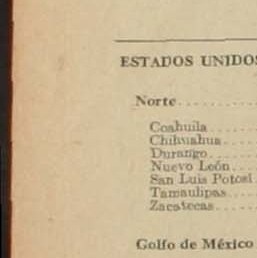 ESTADOS UNIDOS
Norte
Coahuila
Chihuahua
Durango
Nuevo León
San Luis Potosí
Tamaulipas
Zacatecas
Golfo de México